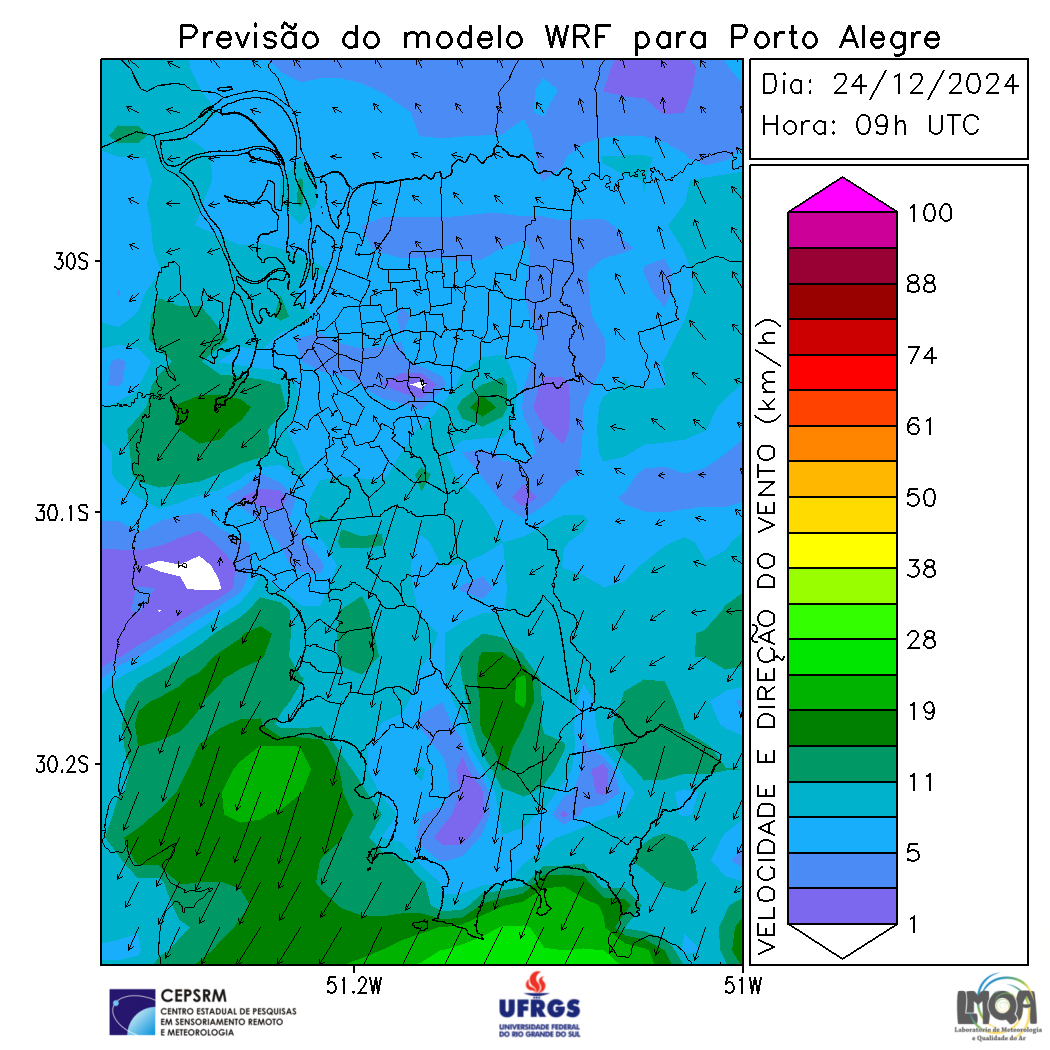 Previsão do modelo WRF para Porto Alegre
Dia: 24/12/2024
Hora: 09h UTC
30S
30.1S
30.2S
51.2W
51W
VELOCIDADE E DIREÇÃO DO VENTO (km/h)
100
88
74
61
50
38
28
19
11
5
1
CEPSRM
CENTRO ESTADUAL DE PESQUISAS
EM SENSORIAMENTO REMOTO
E METEOROLOGIA
UFRGS
UNIVERSIDADE FEDERAL
DO RIO GRANDE DO SUL
LMQA
Laboratório de Meteorologia
e Qualidade do Ar